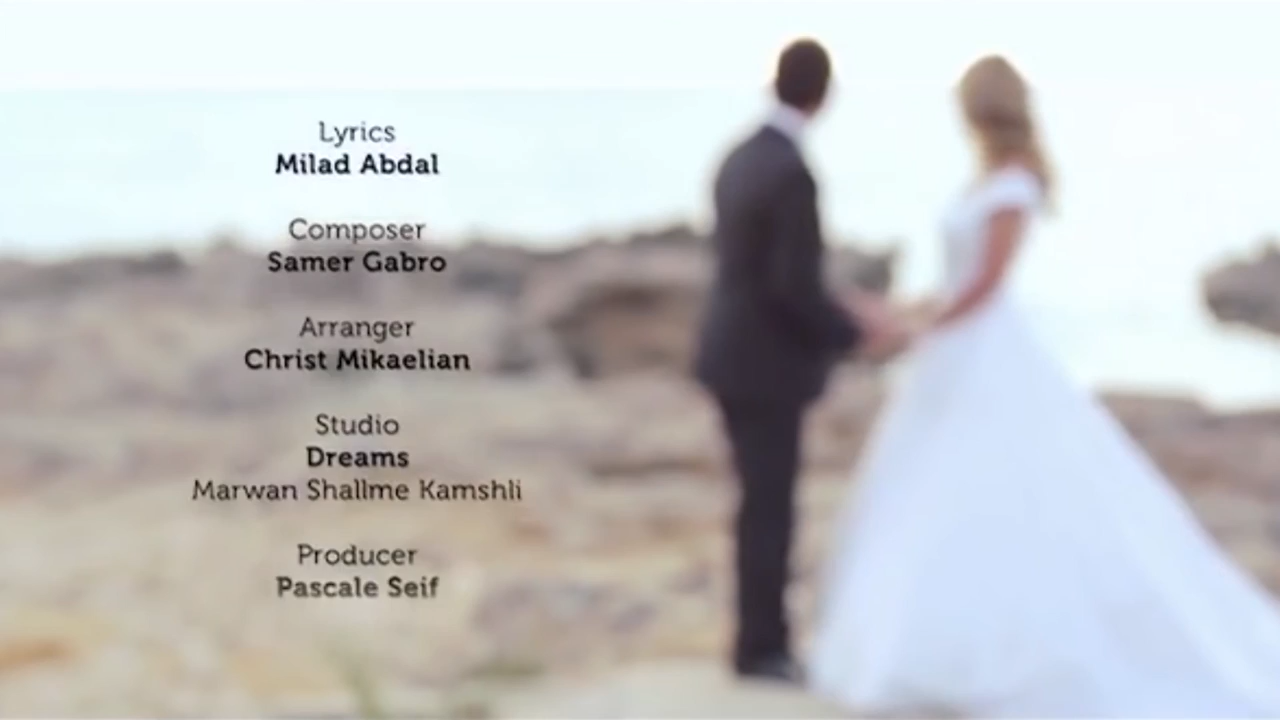 Lyrics
Milad Abdal
Composer
Samer Gabro
Arranger
Christ Mikaelian
Studio
Dreams
Marwan Shallme Kamshli
Producer
Pascale Seif